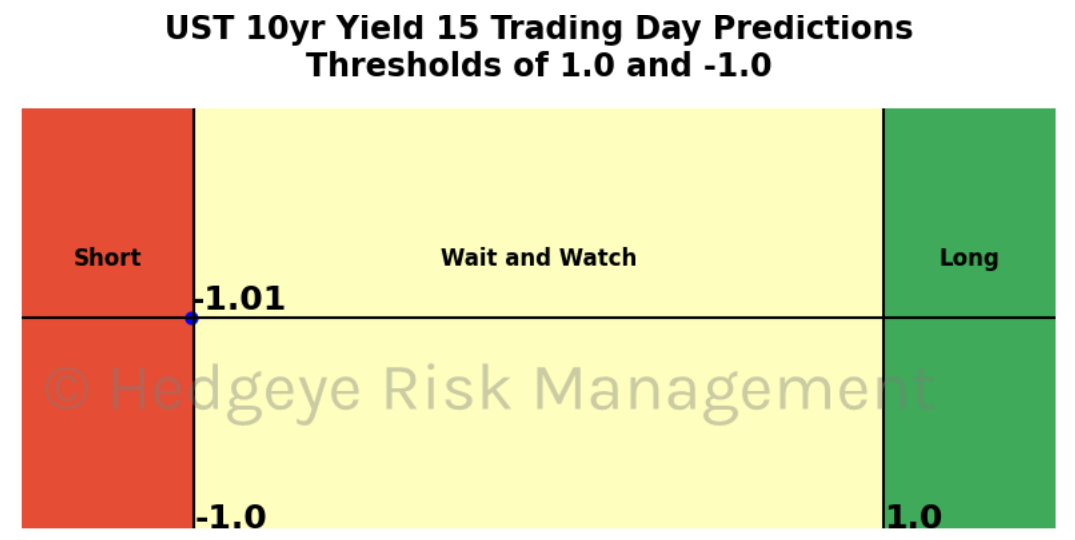 UST 10yr Yield 15 Trading Day Predictions
Thresholds of 1.0 and -1.0
Short
Wait and Watch
Long
-1.01
© Hedgeye Risk Management
-1.0
1.0